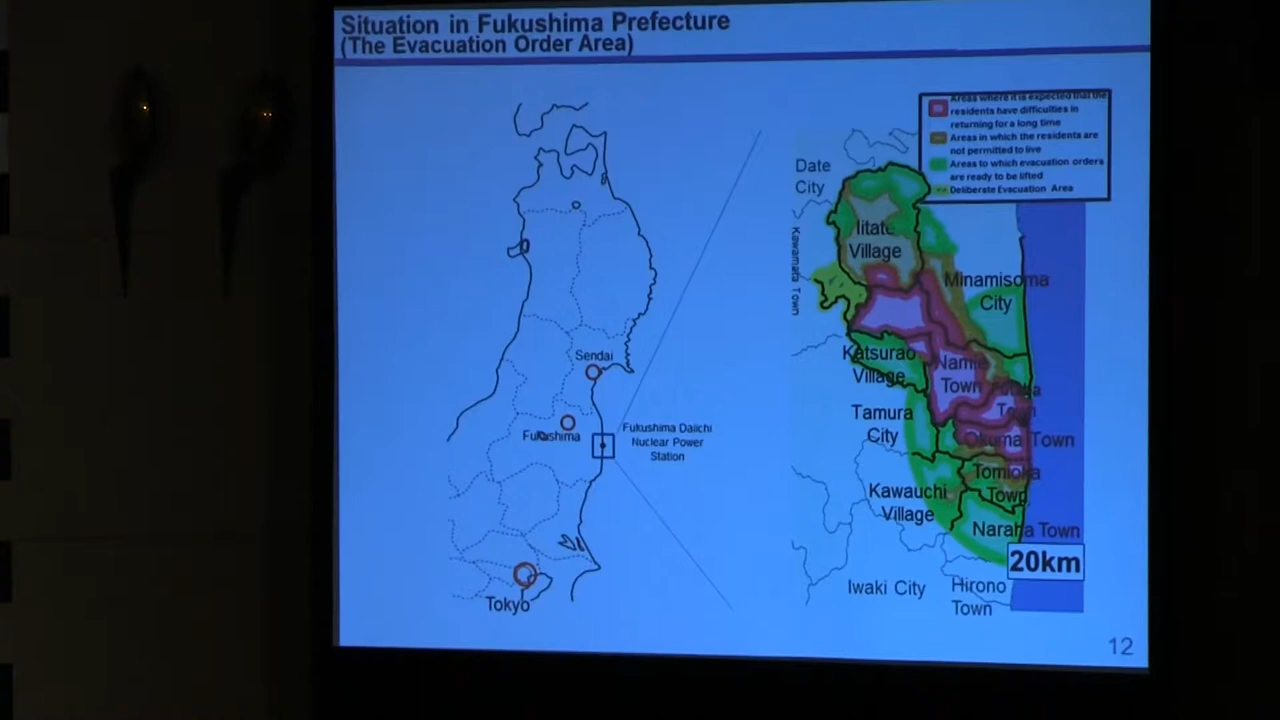 Situation in Fukushima Prefecture
(The Evacuation Order Area)
Areas where it is expected that the
residents have difficulties in
returning for a long time
Areas in which the residents are
not permitted to live
Areas to which evacuation orders
are ready to be lifted
Deliberate Evacuation Area
Date
City
Kawamata Town
Iitate
Village
Minamisoma
City
Katsurao
Village
Namie
Town
Futaba
Town
Tamura
City
Okuma Town
Tomioka
Town
Kawauchi
Village
Naraha Town
20km
Iwaki City
Hirono
Town
Sendai
Fukushima
Fukushima Daiichi
Nuclear Power
Station
Tokyo
12